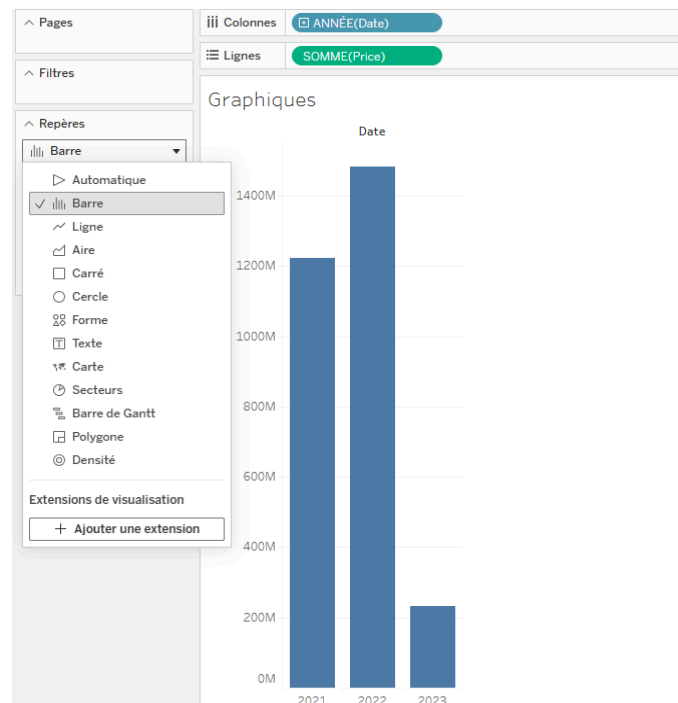 Pages
Colonnes
ANNÉE(Date)
Lignes
SOMME(Price)
Filtres
Repères
Barre
Automatique
Barre
Ligne
Aire
Carré
Cercle
Forme
Texte
Carte
Secteurs
Barre de Gantt
Polygone
Densité
Extensions de visualisation
Ajouter une extension
Graphiques
Date
1400M
1200M
1000M
800M
600M
400M
200M
0M
2021 2022 2023